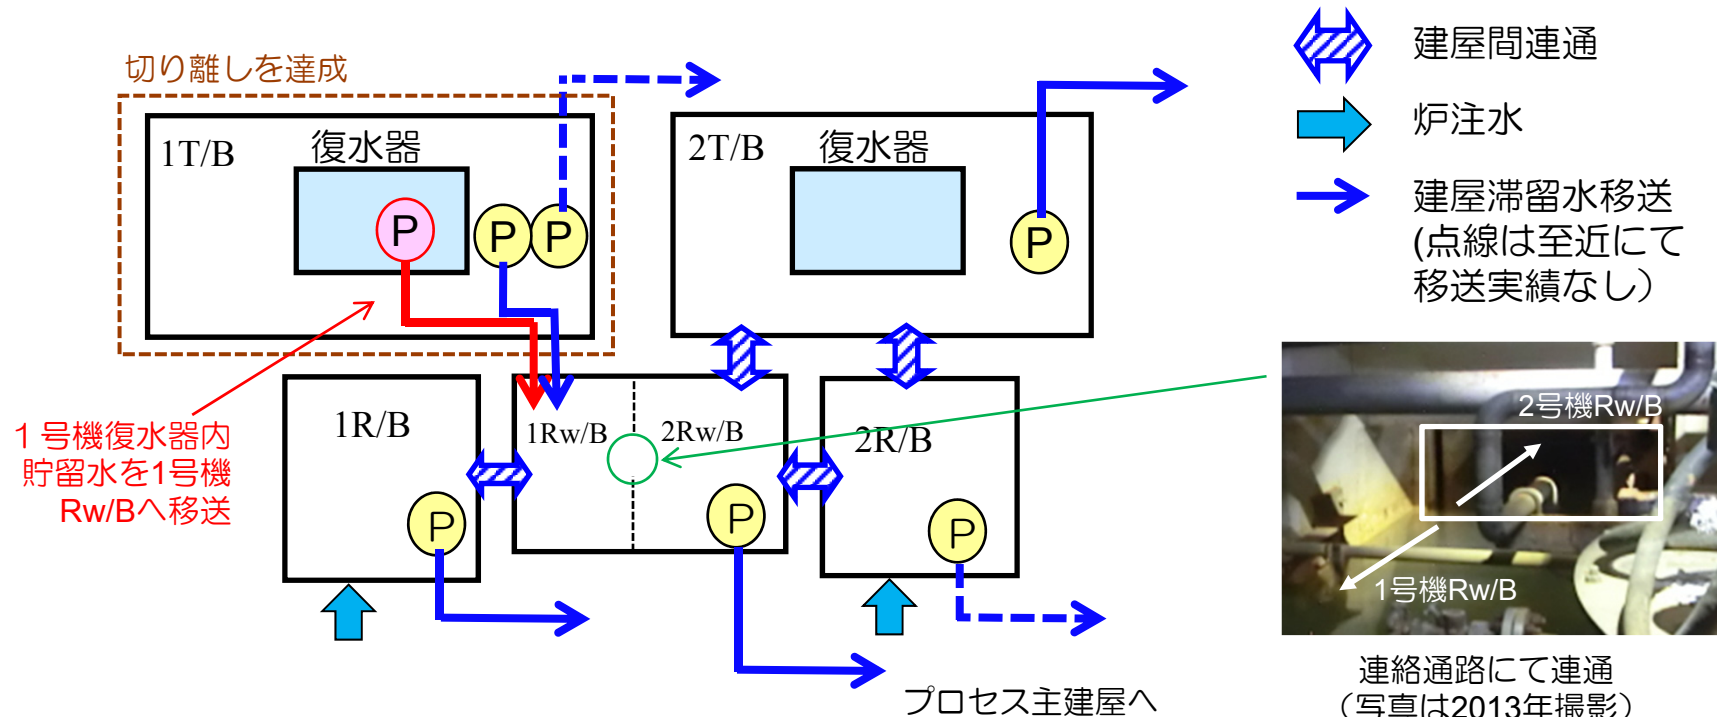 切り離しを達成
1T/B
復水器
P
P
P
2T/B
復水器
P
1R/B
P
1Rw/B
2Rw/B
P
2R/B
P
１号機復水器内
貯留水を1号機
Rw/Bへ移送
プロセス主建屋へ
建屋間連通
炉注水
建屋滞留水移送
(点線は至近にて
移送実績なし）
2号機Rw/B
1号機Rw/B
連絡通路にて連通
（写真は2013年撮影）